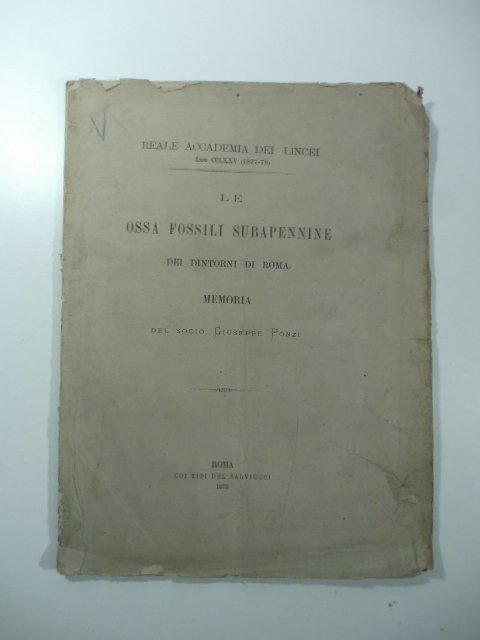 REALE ACCADEMIA DEI LINCEI
ANNO CCLXXV (1877-78)
LE
OSSA FOSSILI SUBAPENNINE
DEI DINTORNI DI ROMA.
MEMORIA
DEL SOCIO GIUSEPPE PONZI
ROMA
COI TIPI DEL SALVIUCCI
1878